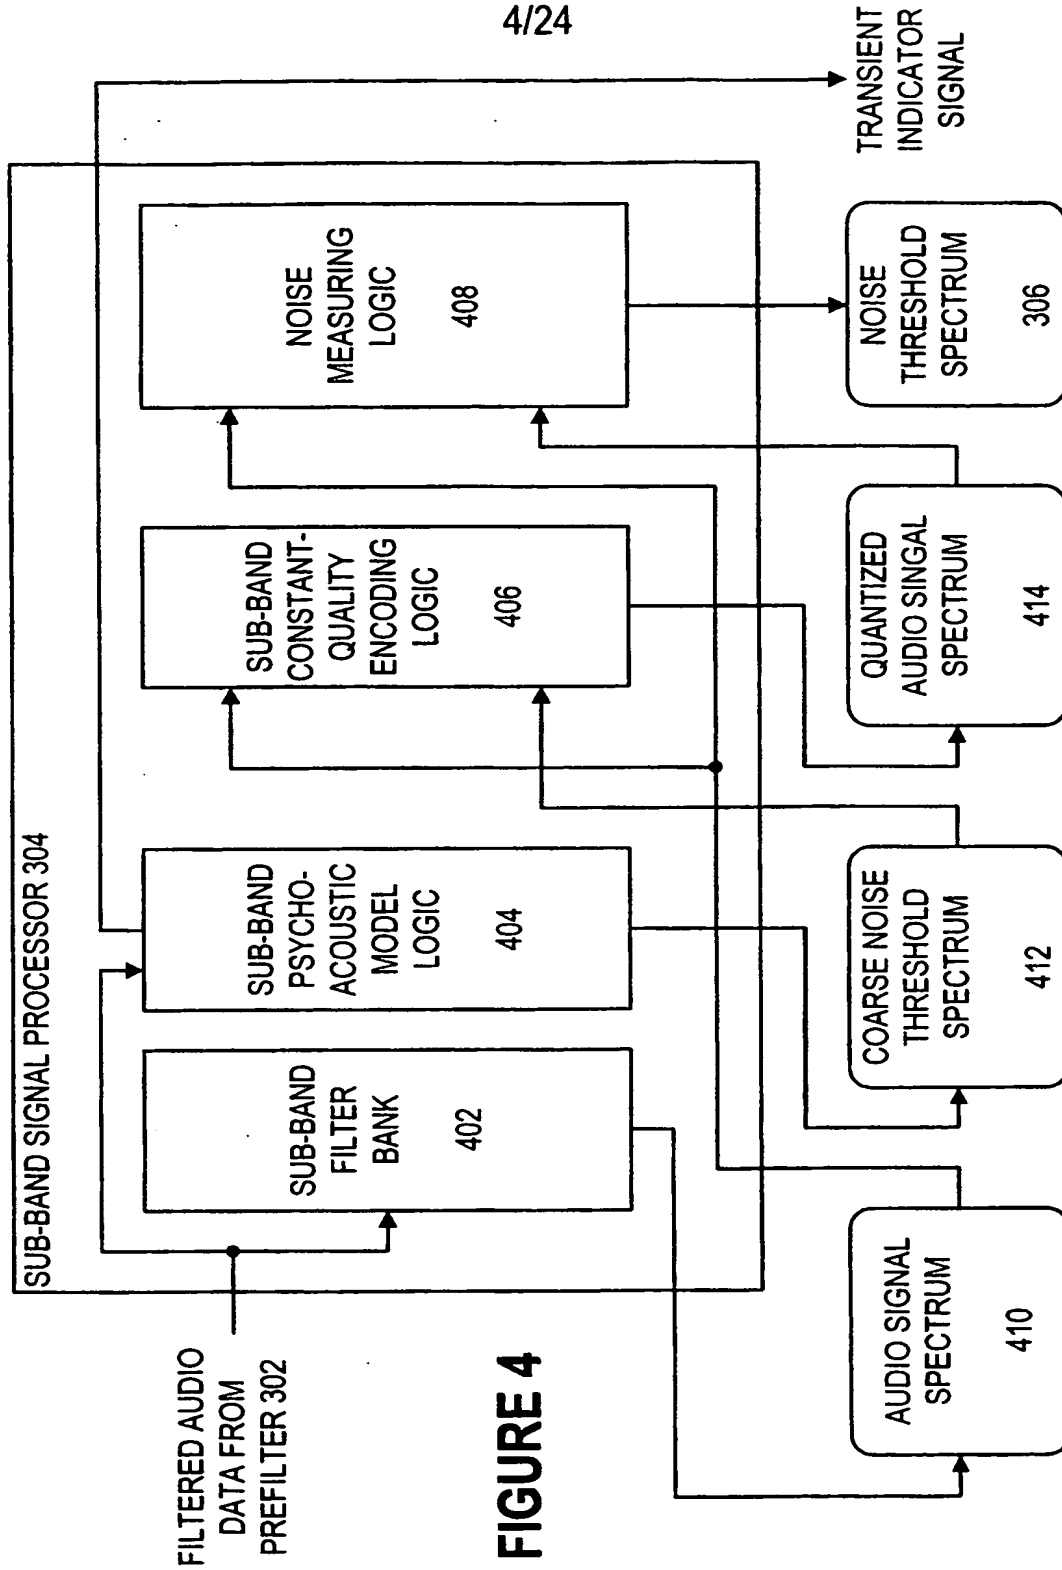 4/24
SUB-BAND SIGNAL PROCESSOR 304
FILTERED AUDIO
DATA FROM
PREFILTER 302
SUB-BAND
FILTER
BANK
402
SUB-BAND
PSYCHO-
ACOUSTIC
MODEL
LOGIC
404
SUB-BAND
CONSTANT-
QUALITY
ENCODING
LOGIC
406
NOISE
MEASURING
LOGIC
408
AUDIO SIGNAL
SPECTRUM
410
COARSE NOISE
THRESHOLD
SPECTRUM
412
QUANTIZED
AUDIO SINGAL
SPECTRUM
414
NOISE
THRESHOLD
SPECTRUM
306
TRANSIENT
INDICATOR
SIGNAL
FIGURE 4